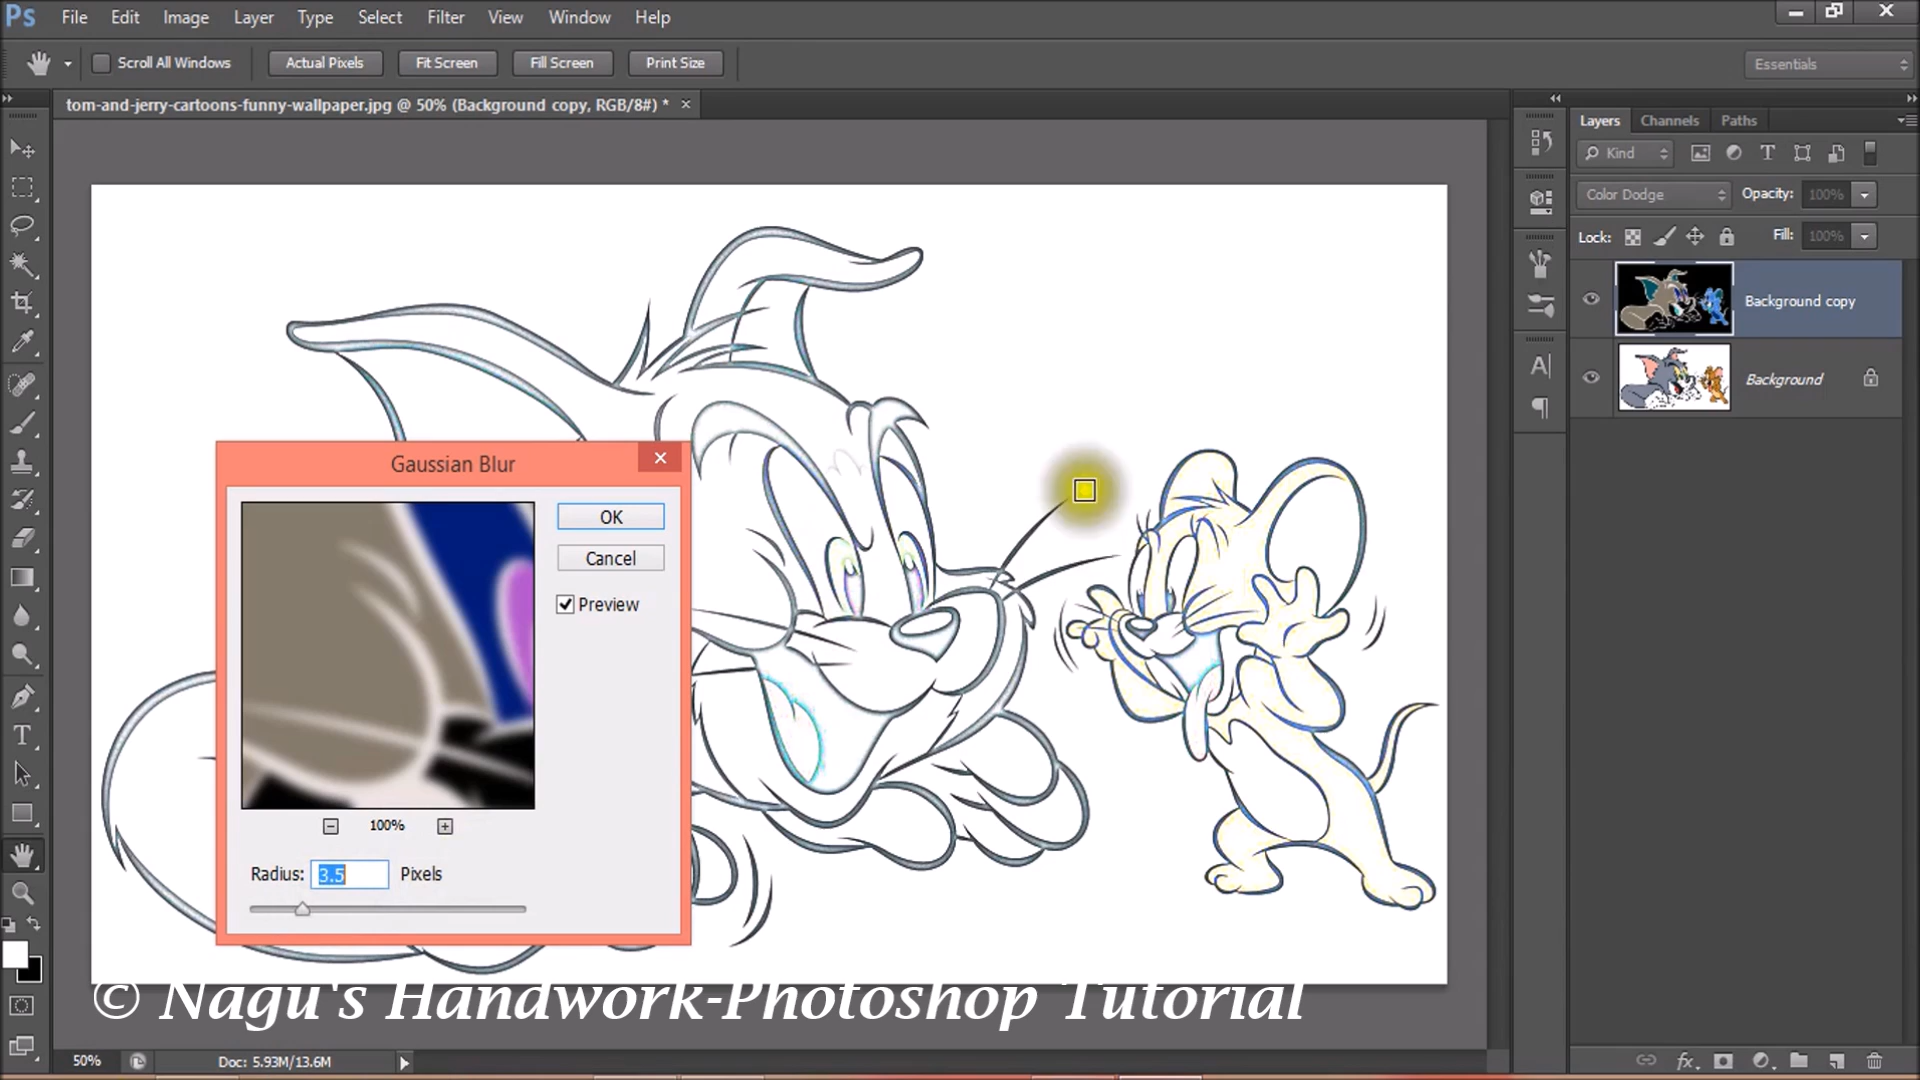 Ps File Edit Image Layer Type Select Filter View Window Help
Scroll All Windows Actual Pixels Fit Screen Fill Screen Print Size Essentials
tom-and-jerry-cartoons-funny-wallpaper.jpg @ 50% (Background copy, RGB/8#) * ×
Layers Channels Paths
Kind
Color Dodge Opacity: 100%
Lock: Fill: 100%
Background copy
Background
Gaussian Blur
OK
Cancel
Preview
100%
Radius: 3.5 Pixels
© Nagu's Handwork-Photoshop Tutorial
50% Doc: 5.93M/13.6M
fx